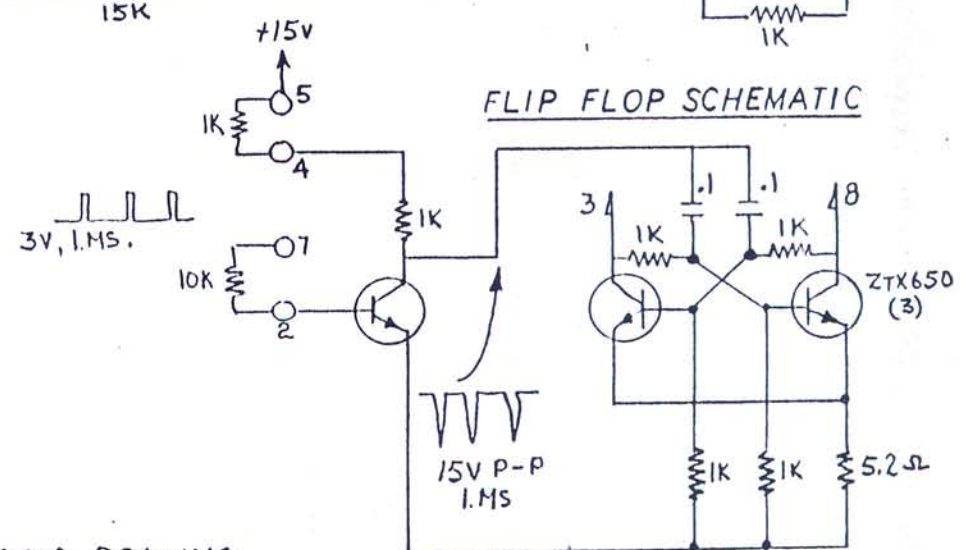 15K
1K
+15V
5
FLIP FLOP SCHEMATIC
1K
4
.1
.1
3
8
1K
1K
1K
3V, 1.MS.
7
10K
2
ZTX650
(3)
15V P-P
1.MS
1K
1K
5.2Ω